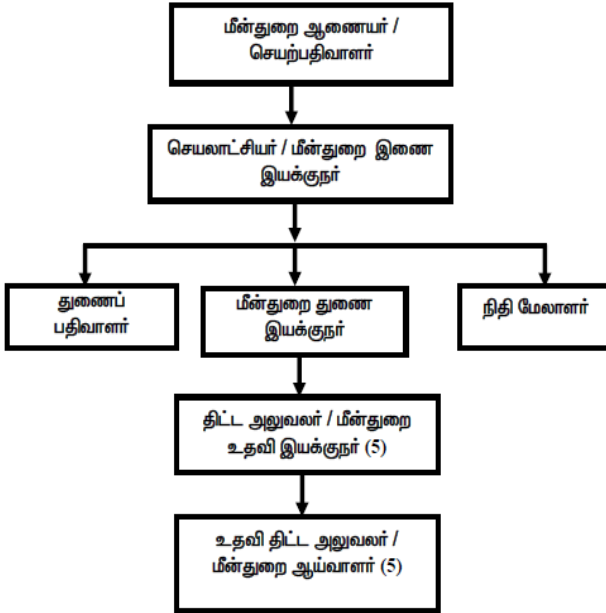 மீன்துறை ஆணையர் /
செயற்பதிவாளர்
செயலாட்சியர் / மீன்துறை இணை
இயக்குநர்
துணைப்
பதிவாளர்
மீன்துறை துணை
இயக்குநர்
நிதி மேலாளர்
திட்ட அலுவலர் / மீன்துறை
உதவி இயக்குநர் (5)
உதவி திட்ட அலுவலர் /
மீன்துறை ஆய்வாளர் (5)